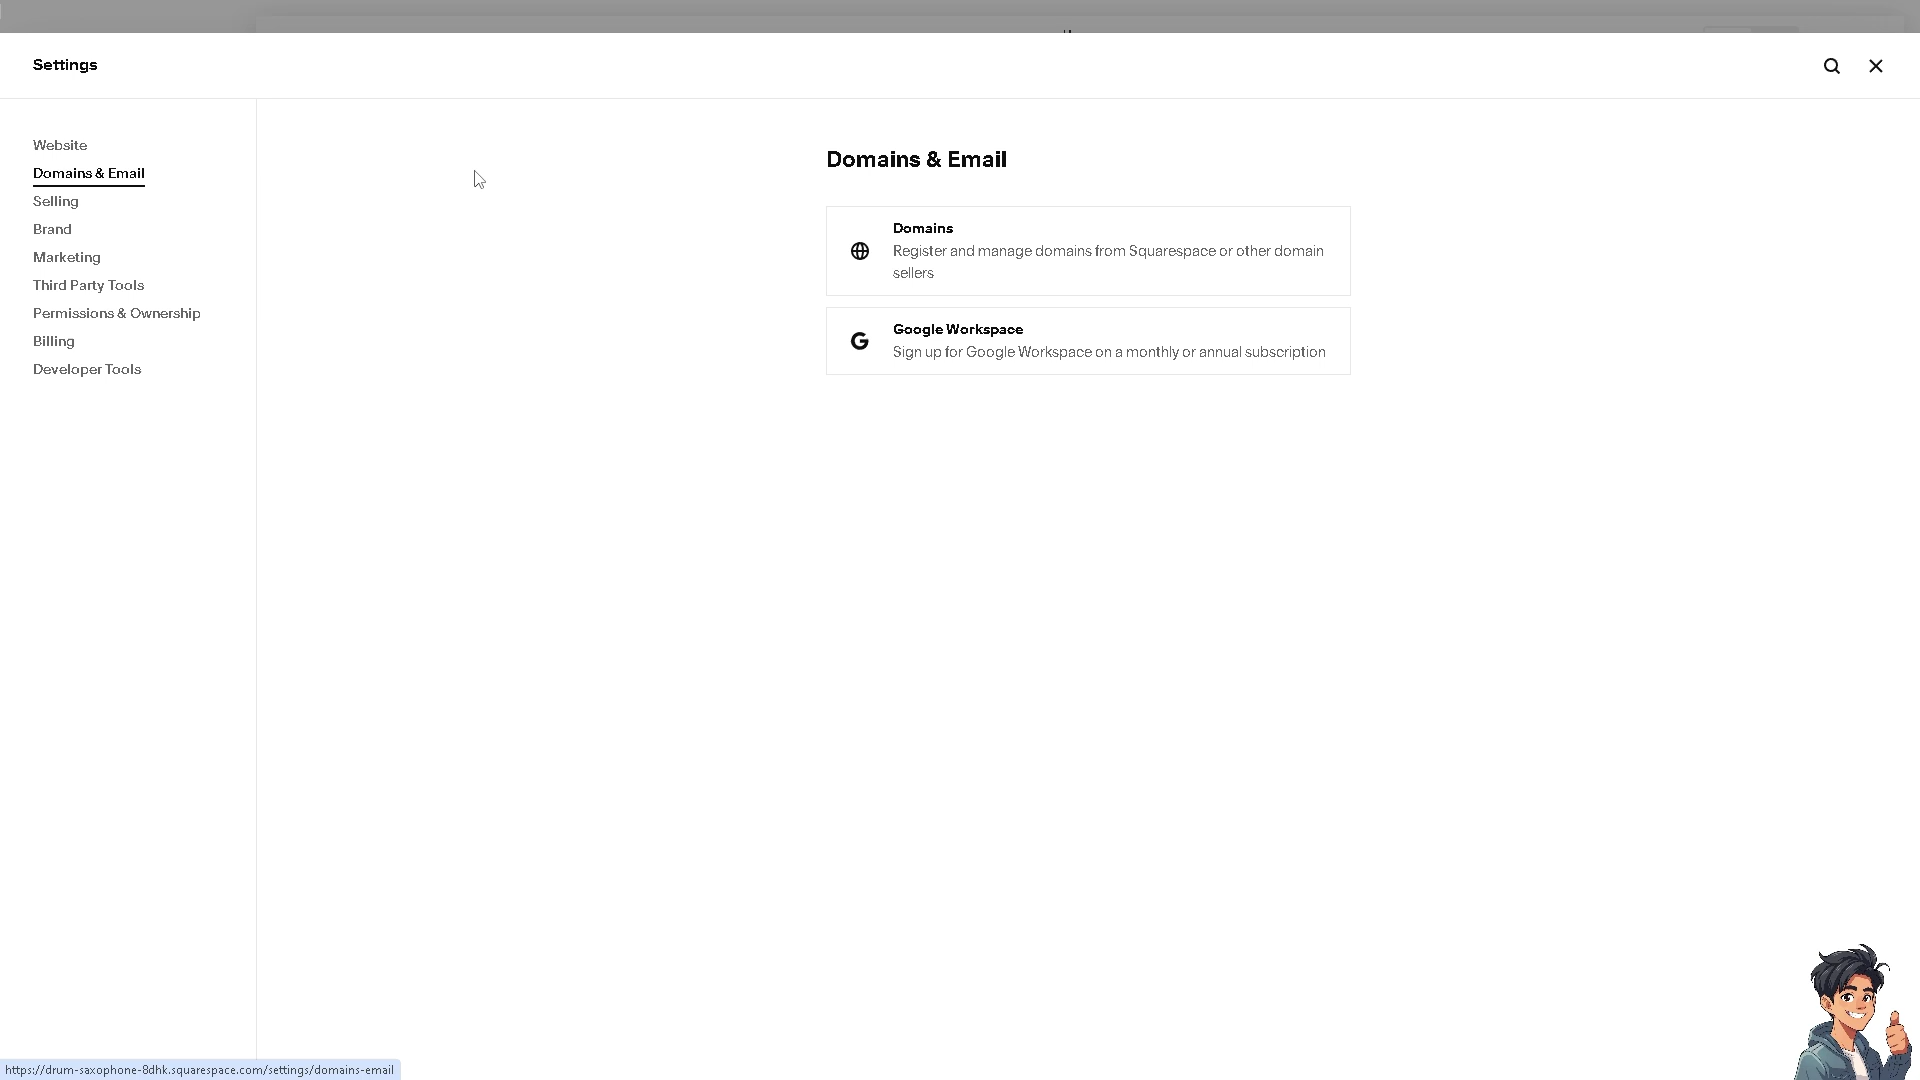 Settings
Website
Domains & Email
Selling
Brand
Marketing
Third Party Tools
Permissions & Ownership
Billing
Developer Tools
Domains & Email
Domains
Register and manage domains from Squarespace or other domain
sellers
Google Workspace
Sign up for Google Workspace on a monthly or annual subscription
https://drum-saxophone-8dhk.squarespace.com/settings/domains-email